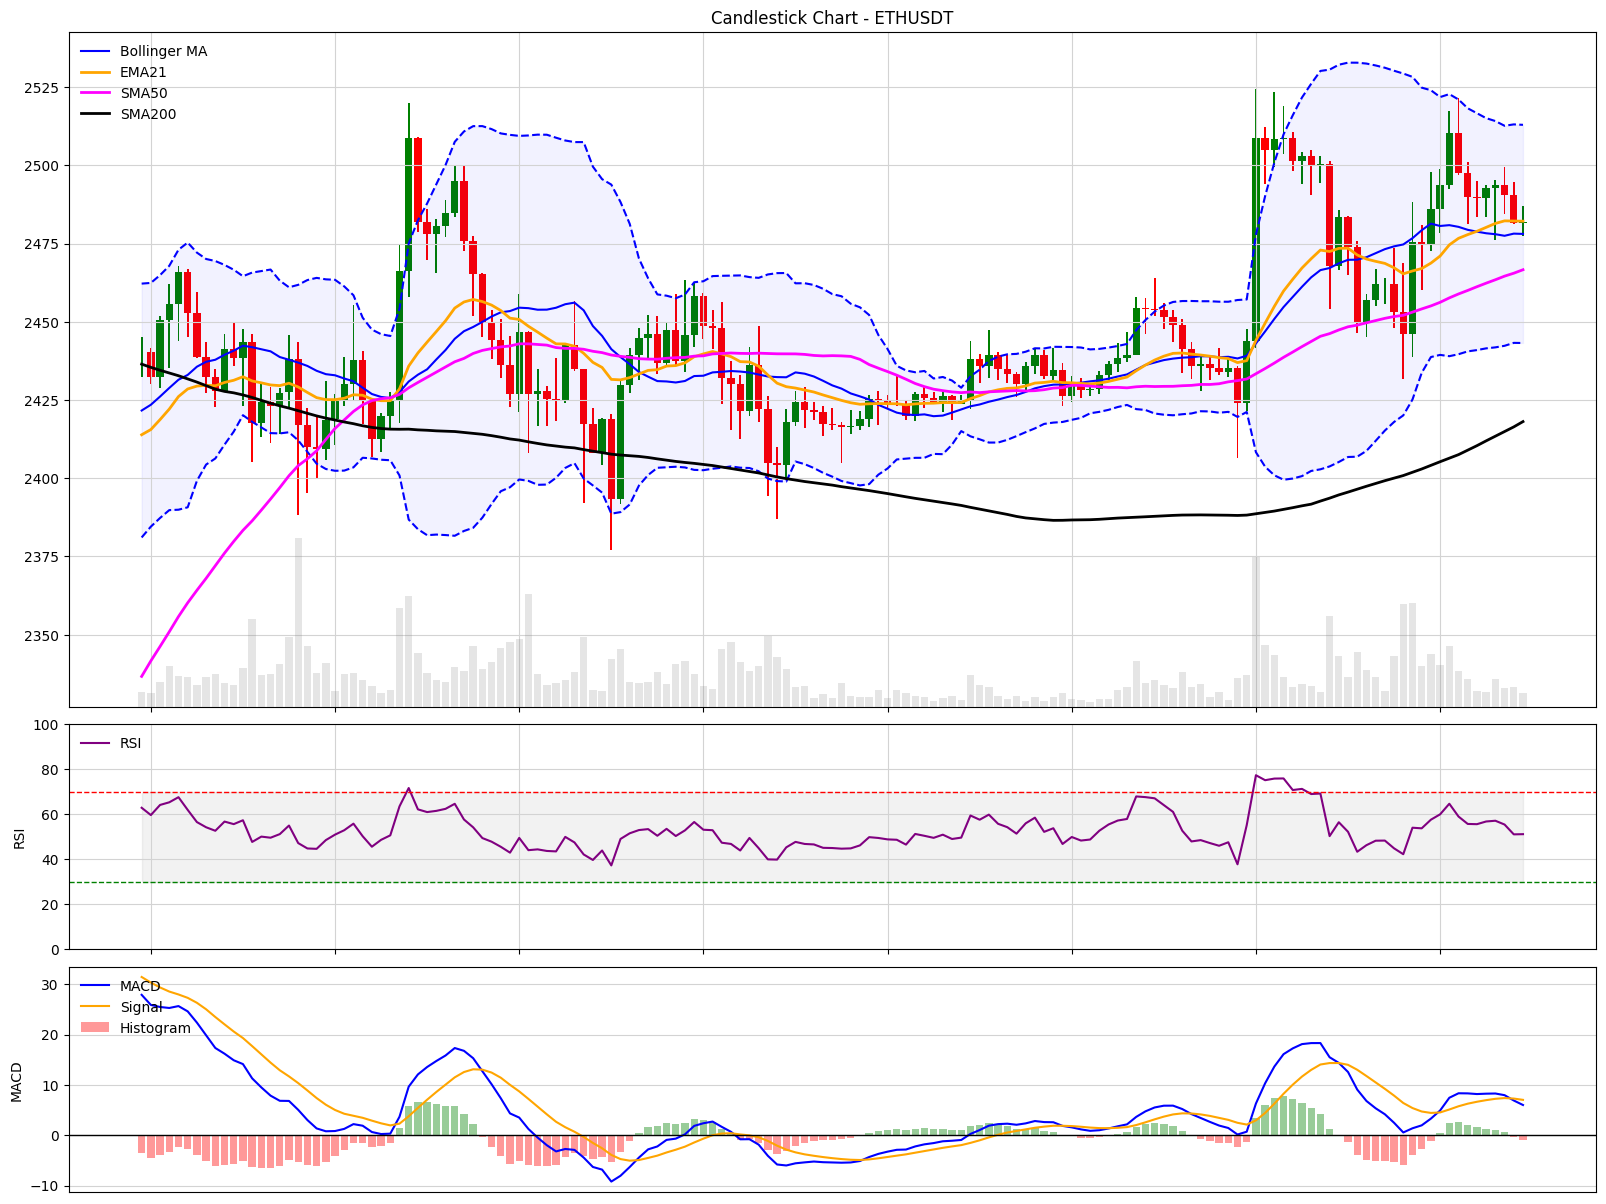 Candlestick Chart - ETHUSDT
Bollinger MA
EMA21
SMA50
SMA200
2525
2500
2475
2450
2425
2400
2375
2350
RSI
100
80
60
40
20
0
RSI
MACD
Signal
Histogram
30
20
10
0
−10
MACD